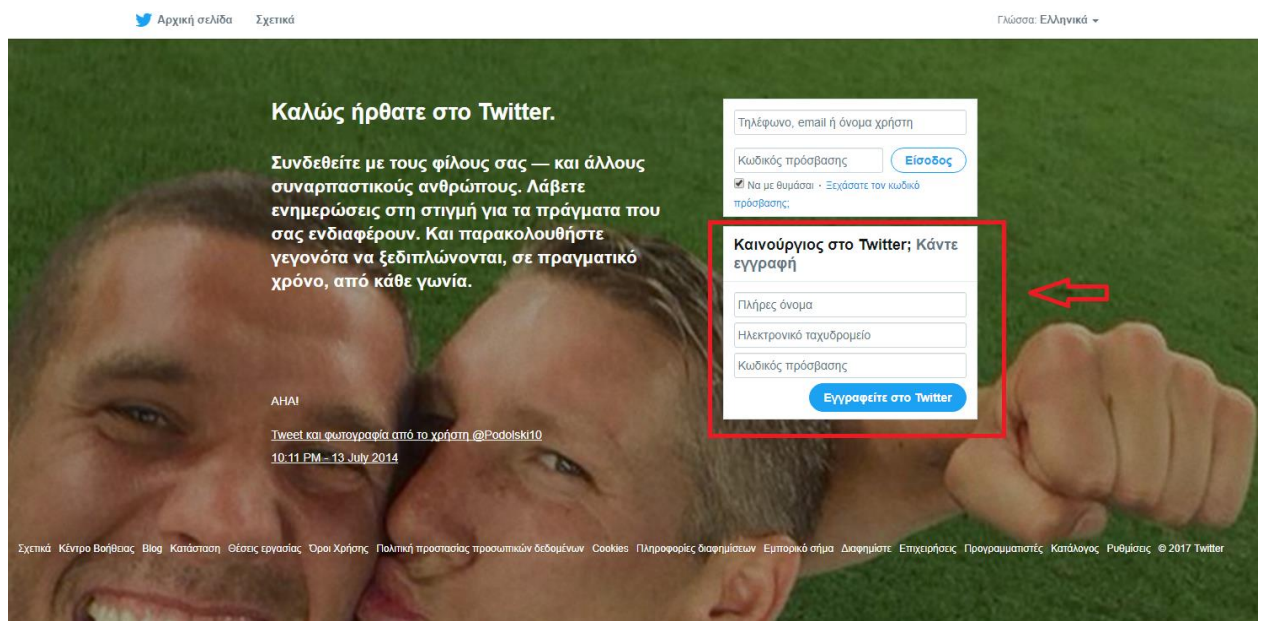 Αρχική σελίδα Σχετικά Γλώσσα: Ελληνικά
Καλώς ήρθατε στο Twitter.
Συνδεθείτε με τους φίλους σας — και άλλους
συναρπαστικούς ανθρώπους. Λάβετε
ενημερώσεις στη στιγμή για τα πράγματα που
σας ενδιαφέρουν. Και παρακολουθήστε
γεγονότα να ξεδιπλώνονται, σε πραγματικό
χρόνο, από κάθε γωνία.
AHA!
Tweet και φωτογραφία από το χρήστη @Podolski10
10:11 PM - 13 July 2014
Τηλέφωνο, email ή όνομα χρήστη
Κωδικός πρόσβασης Είσοδος
Να με θυμάσαι · Ξεχάσατε τον κωδικό
πρόσβασης;
Καινούργιος στο Twitter; Κάντε
εγγραφή
Πλήρες όνομα
Ηλεκτρονικό ταχυδρομείο
Κωδικός πρόσβασης
Εγγραφείτε στο Twitter
Σχετικά Κέντρο Βοήθειας Blog Κατάσταση Θέσεις εργασίας Όροι Χρήσης Πολιτική προστασίας προσωπικών δεδομένων Cookies Πληροφορίες διαφημίσεων Εμπορικό σήμα Διαφημίστε Επιχειρήσεις Προγραμματιστές Κατάλογος Ρυθμίσεις © 2017 Twitter